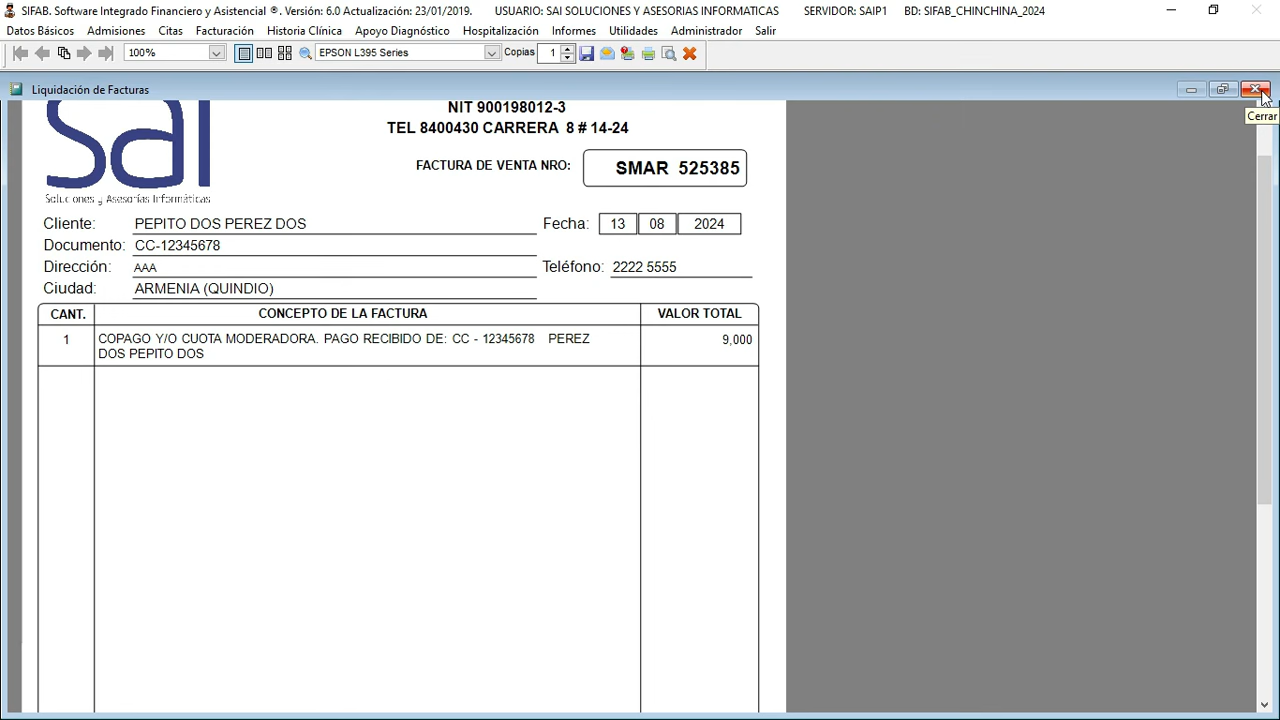 SIFAB. Software Integrado Financiero y Asistencial ®. Versión: 6.0 Actualización: 23/01/2019. USUARIO: SAI SOLUCIONES Y ASESORIAS INFORMATICAS SERVIDOR: SAIP1 BD: SIFAB_CHINCHINA_2024
Datos Básicos Admisiones Citas Facturación Historia Clínica Apoyo Diagnóstico Hospitalización Informes Utilidades Administrador Salir
100% EPSON L395 Series Copias 1
Liquidación de Facturas
Cerrar
NIT 900198012-3
TEL 8400430 CARRERA 8 # 14-24
FACTURA DE VENTA NRO: SMAR 525385
sai
Soluciones y Asesorías Informáticas
Cliente: PEPITO DOS PEREZ DOS Fecha: 13 08 2024
Documento: CC-12345678
Dirección: AAA Teléfono: 2222 5555
Ciudad: ARMENIA (QUINDIO)
CANT. CONCEPTO DE LA FACTURA VALOR TOTAL
1 COPAGO Y/O CUOTA MODERADORA. PAGO RECIBIDO DE: CC - 12345678 PEREZ 9,000
DOS PEPITO DOS